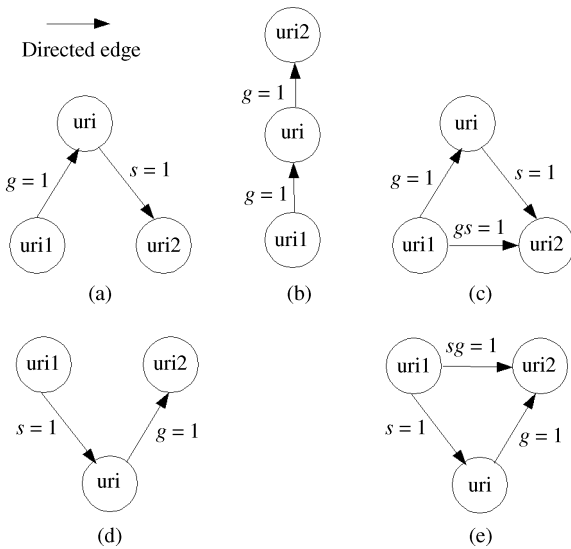 Directed edge
uri
g = 1
s = 1
uri1
uri2
(a)
uri2
g = 1
uri
g = 1
uri1
(b)
uri
g = 1
s = 1
uri1
gs = 1
uri2
(c)
uri1
uri2
s = 1
g = 1
uri
(d)
uri1
sg = 1
uri2
s = 1
g = 1
uri
(e)